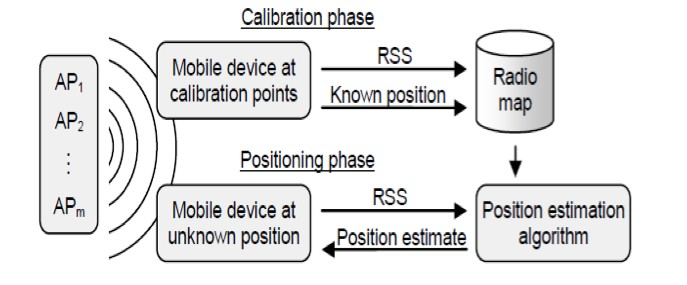 Calibration phase
AP1
AP2
⋮
APm
Mobile device at
calibration points
RSS
Known position
Radio
map
Positioning phase
Mobile device at
unknown position
RSS
Position estimate
Position estimation
algorithm